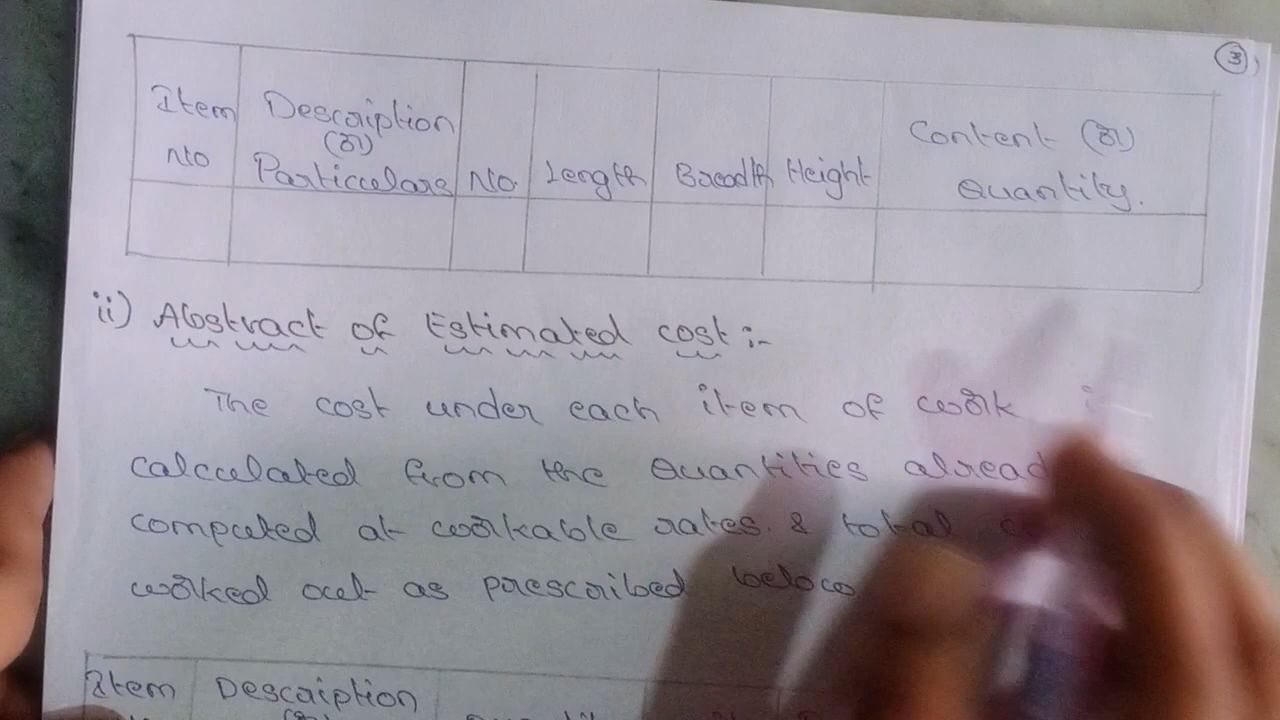 3
Item No | Description (or) Particulars | No. | Length | Breadth | Height | Content (or) Quantity.
ii) Abstract of Estimated cost :-
The cost under each item of work
calculated from the Quantities
computed at workable rates. & total
worked out as prescribed below
Item Description